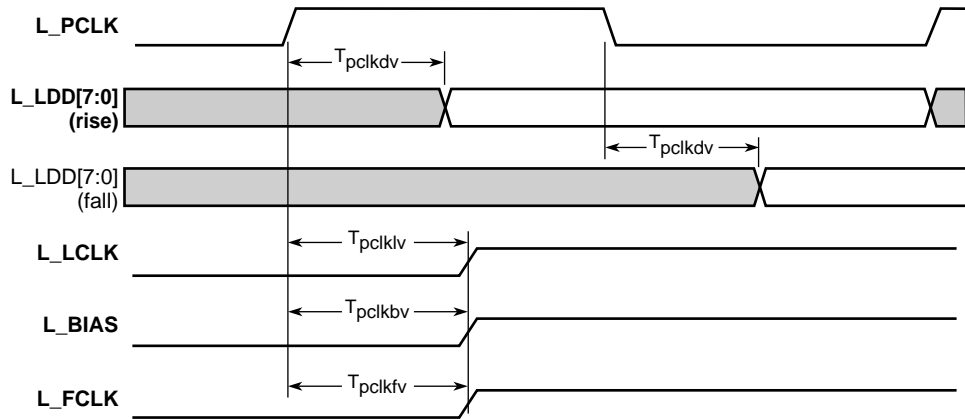 L_PCLK
Tpclkdv
L_LDD[7:0]
(rise)
Tpclkdv
L_LDD[7:0]
(fall)
Tpclklv
L_LCLK
Tpclkbv
L_BIAS
Tpclkfv
L_FCLK